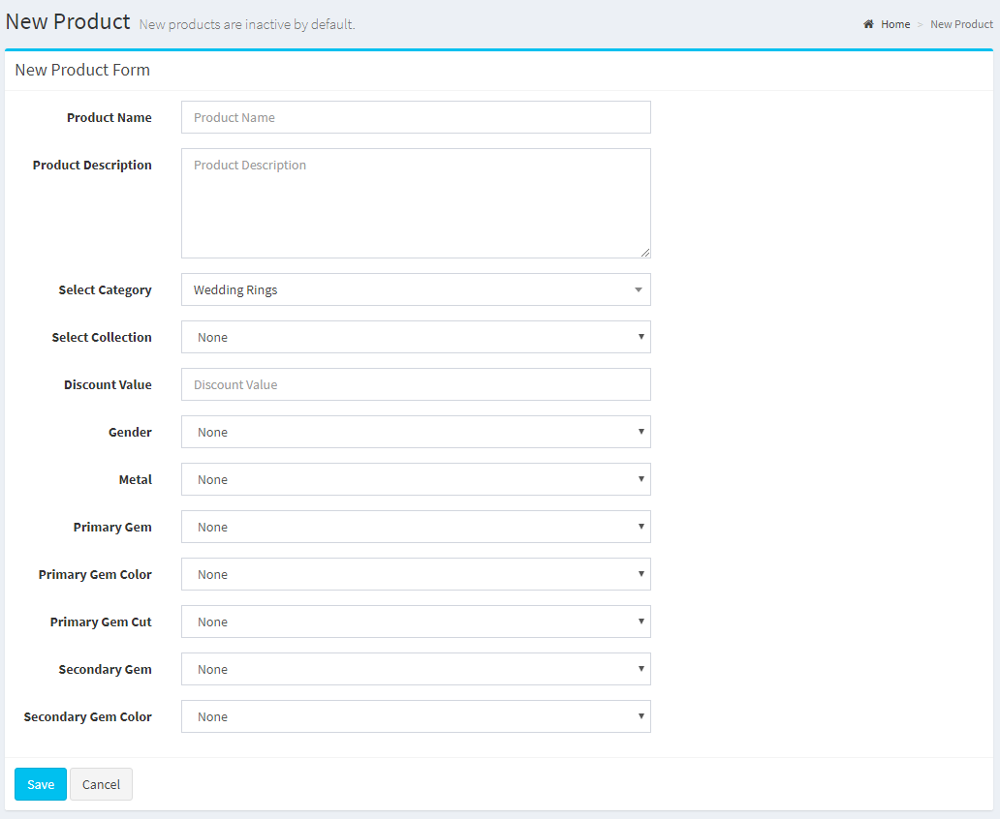 New Product New products are inactive by default. Home > New Product
New Product Form
Product Name Product Name
Product Description Product Description
Select Category Wedding Rings
Select Collection None
Discount Value Discount Value
Gender None
Metal None
Primary Gem None
Primary Gem Color None
Primary Gem Cut None
Secondary Gem None
Secondary Gem Color None
Save Cancel